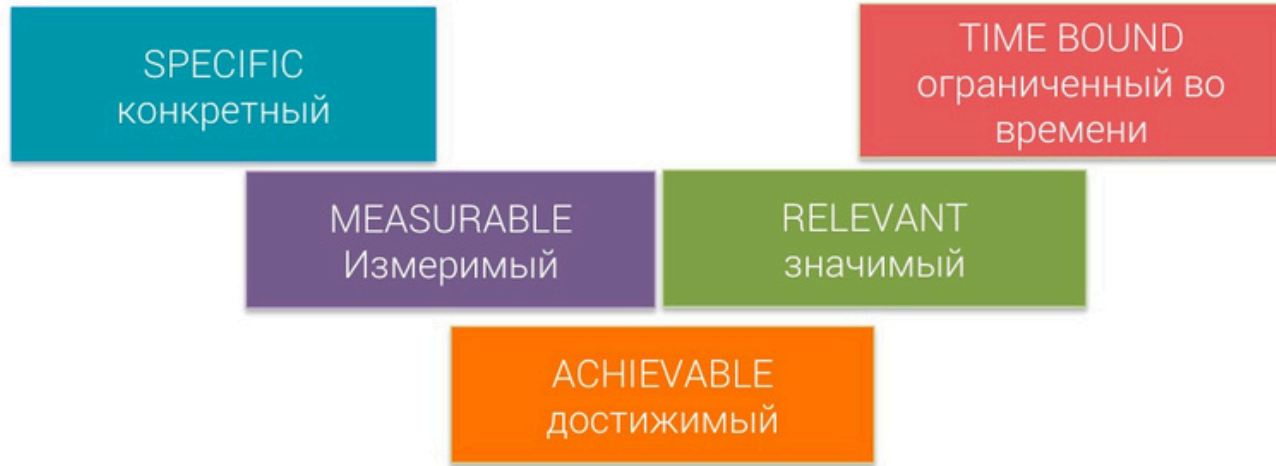 SPECIFIC
конкретный
TIME BOUND
ограниченный во
времени
MEASURABLE
Измеримый
RELEVANT
значимый
ACHIEVABLE
достижимый